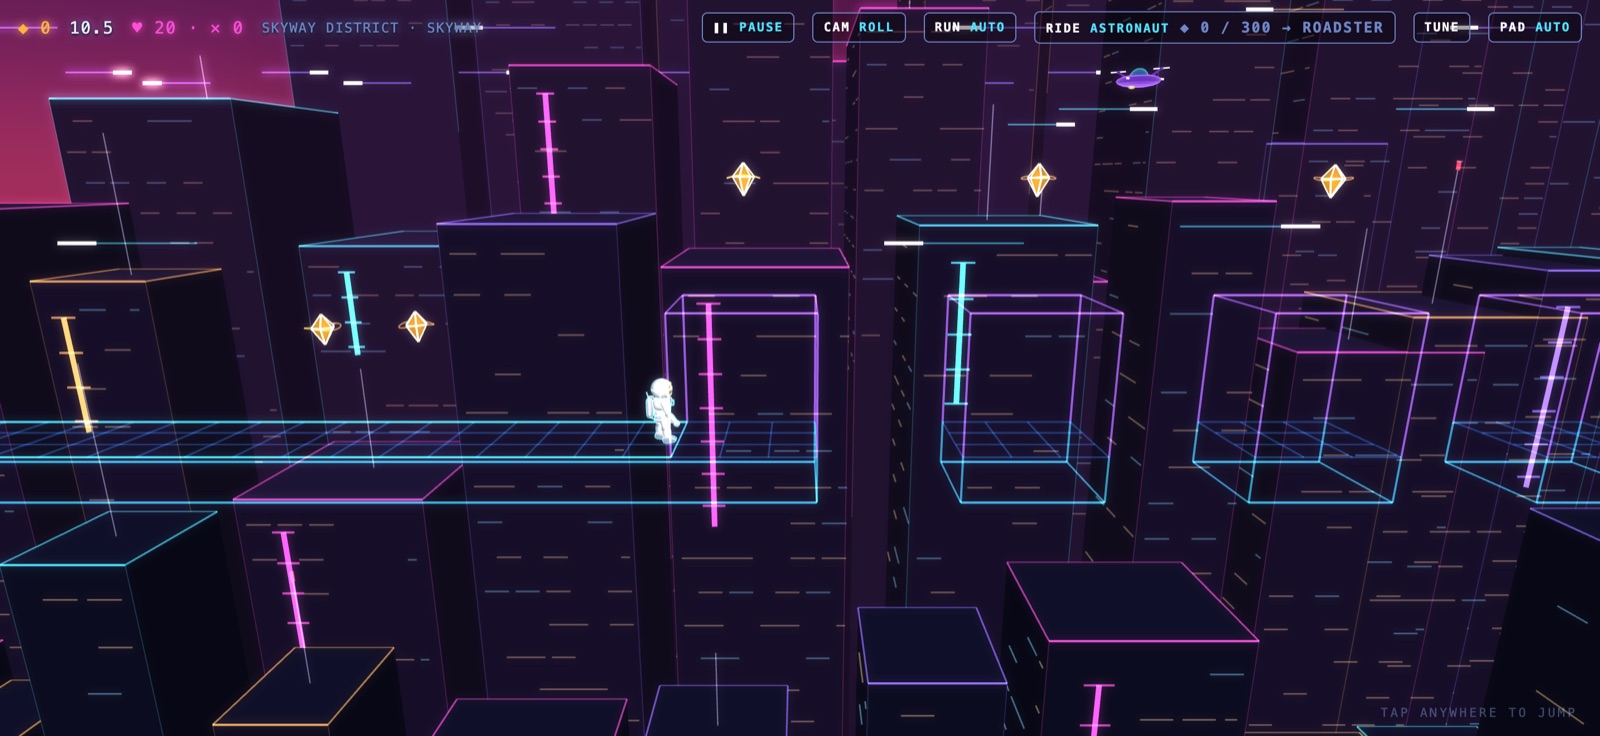 ◆ 0 10.5 ♥ 20 · × 0 SKYWAY DISTRICT · SKYWAY
PAUSE
CAM ROLL
RUN AUTO
RIDE ASTRONAUT ◆ 0 / 300 → ROADSTER
TUNE
PAD AUTO
TAP ANYWHERE TO JUMP